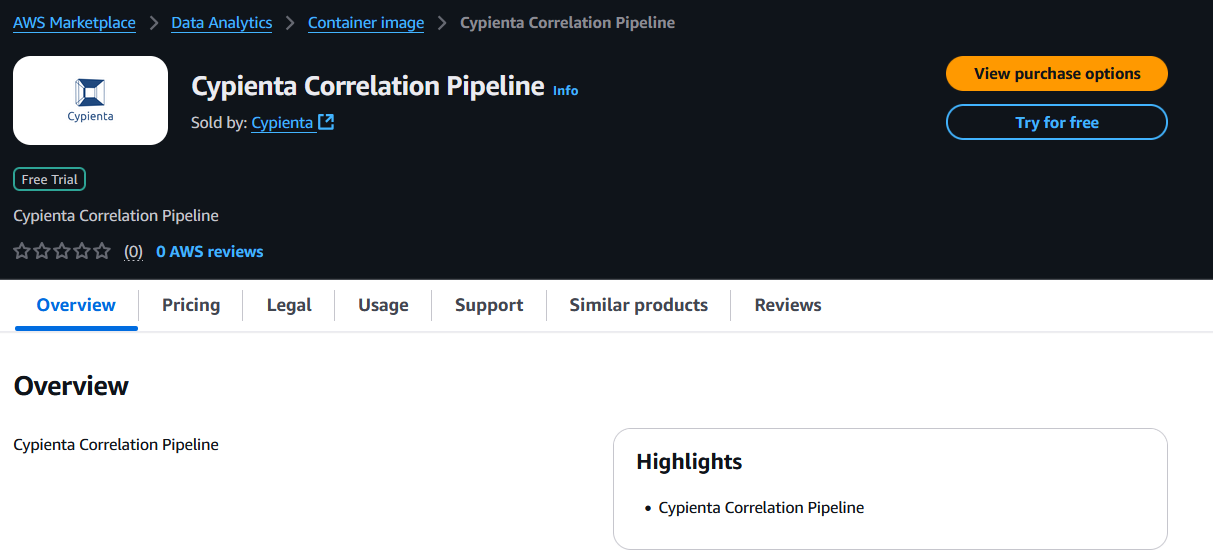 AWS Marketplace > Data Analytics > Container image > Cypienta Correlation Pipeline
Cypienta
Cypienta Correlation Pipeline Info
Sold by: Cypienta
View purchase options
Try for free
Free Trial
Cypienta Correlation Pipeline
(0) 0 AWS reviews
Overview Pricing Legal Usage Support Similar products Reviews
Overview
Cypienta Correlation Pipeline
Highlights
• Cypienta Correlation Pipeline